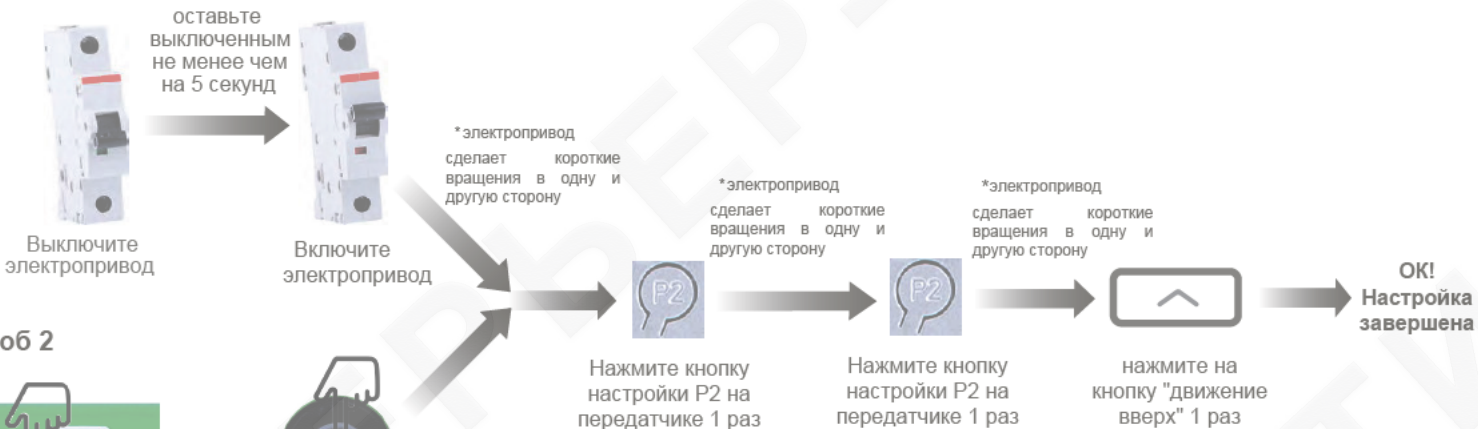 оставьте
выключенным
не менее чем
на 5 секунд
Выключите
электропривод
Включите
электропривод
*электропривод
сделает короткие
вращения в одну и
другую сторону
*электропривод
сделает короткие
вращения в одну и
другую сторону
*электропривод
сделает короткие
вращения в одну и
другую сторону
P2
P2
ОК!
Настройка
завершена
об 2
Нажмите кнопку
настройки P2 на
передатчике 1 раз
Нажмите кнопку
настройки P2 на
передатчике 1 раз
нажмите на
кнопку "движение
вверх" 1 раз